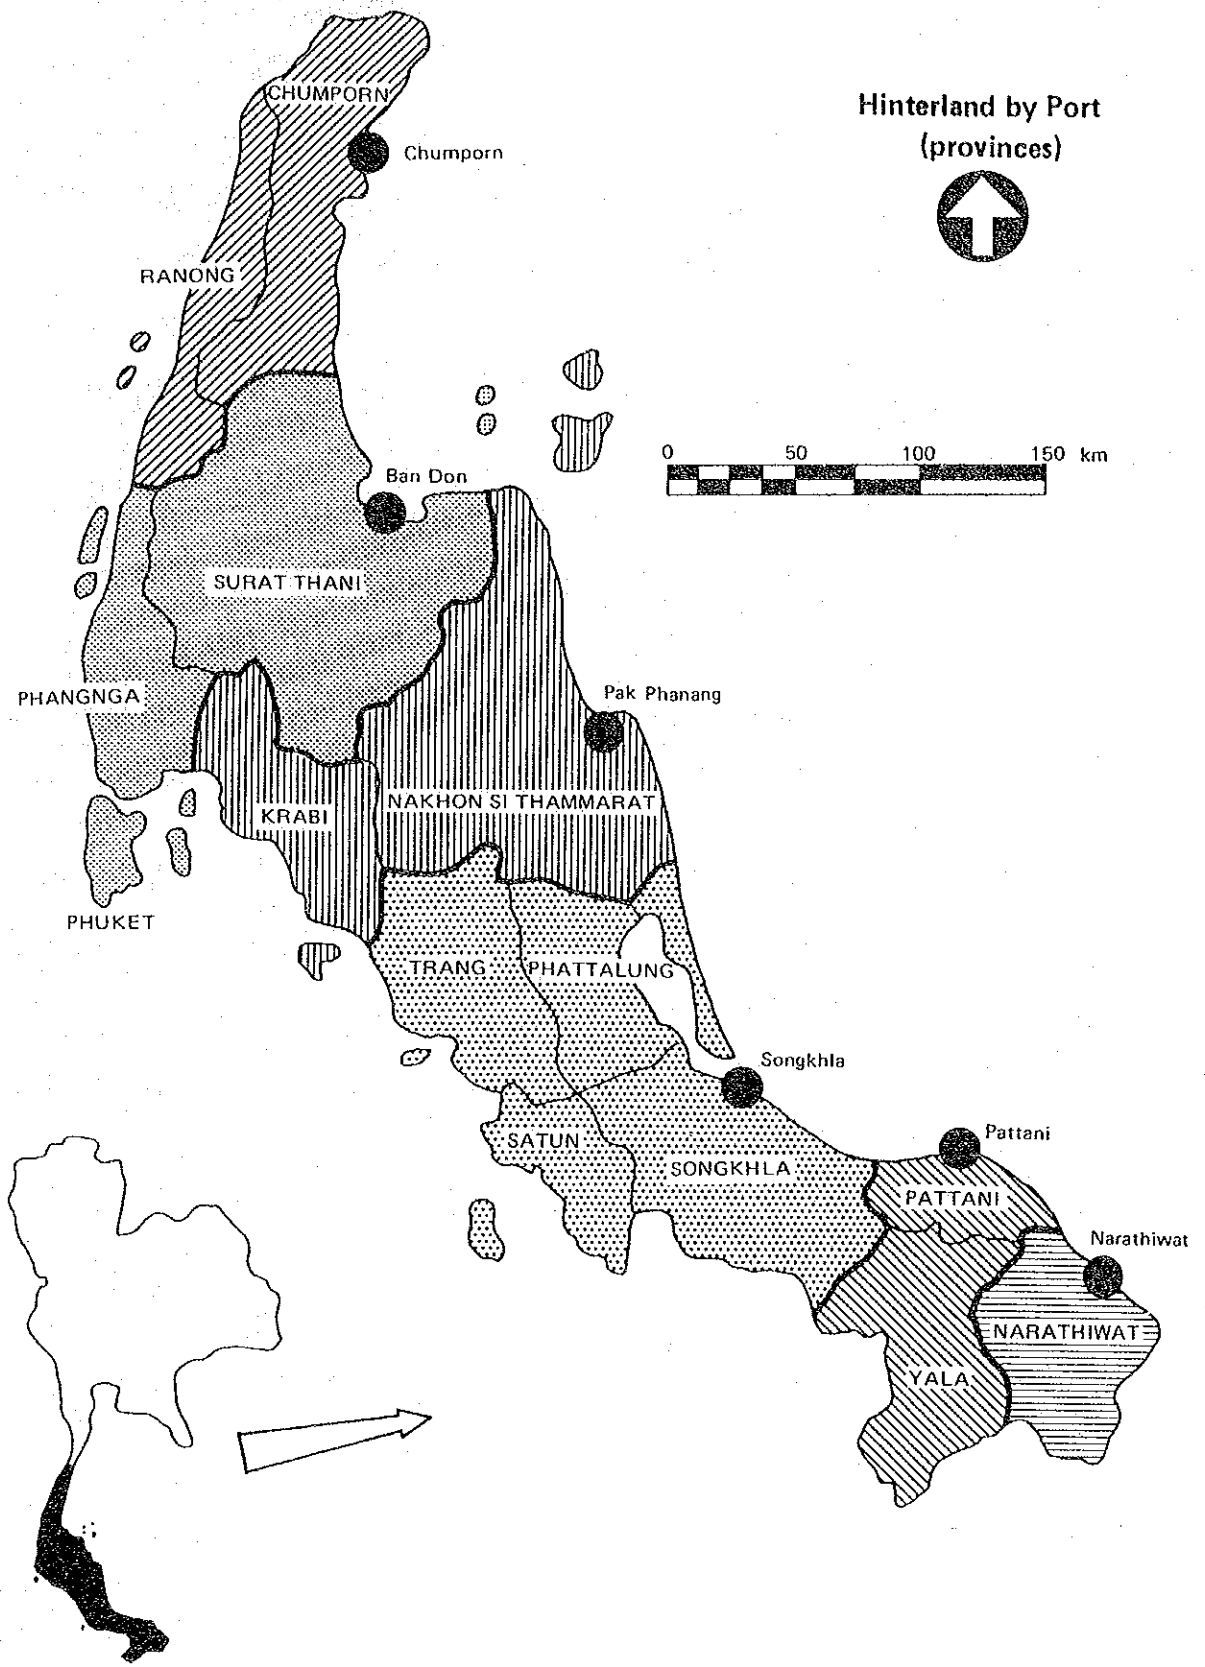 Hinterland by Port
(provinces)
CHUMPORN
Chumporn
RANONG
0 50 100 150 km
Ban Don
SURAT THANI
PHANGNGA
Pak Phanang
KRABI
NAKHON SI THAMMARAT
PHUKET
TRANG
PHATTALUNG
Songkhla
SATUN
SONGKHLA
Pattani
PATTANI
Narathiwat
NARATHIWAT
YALA